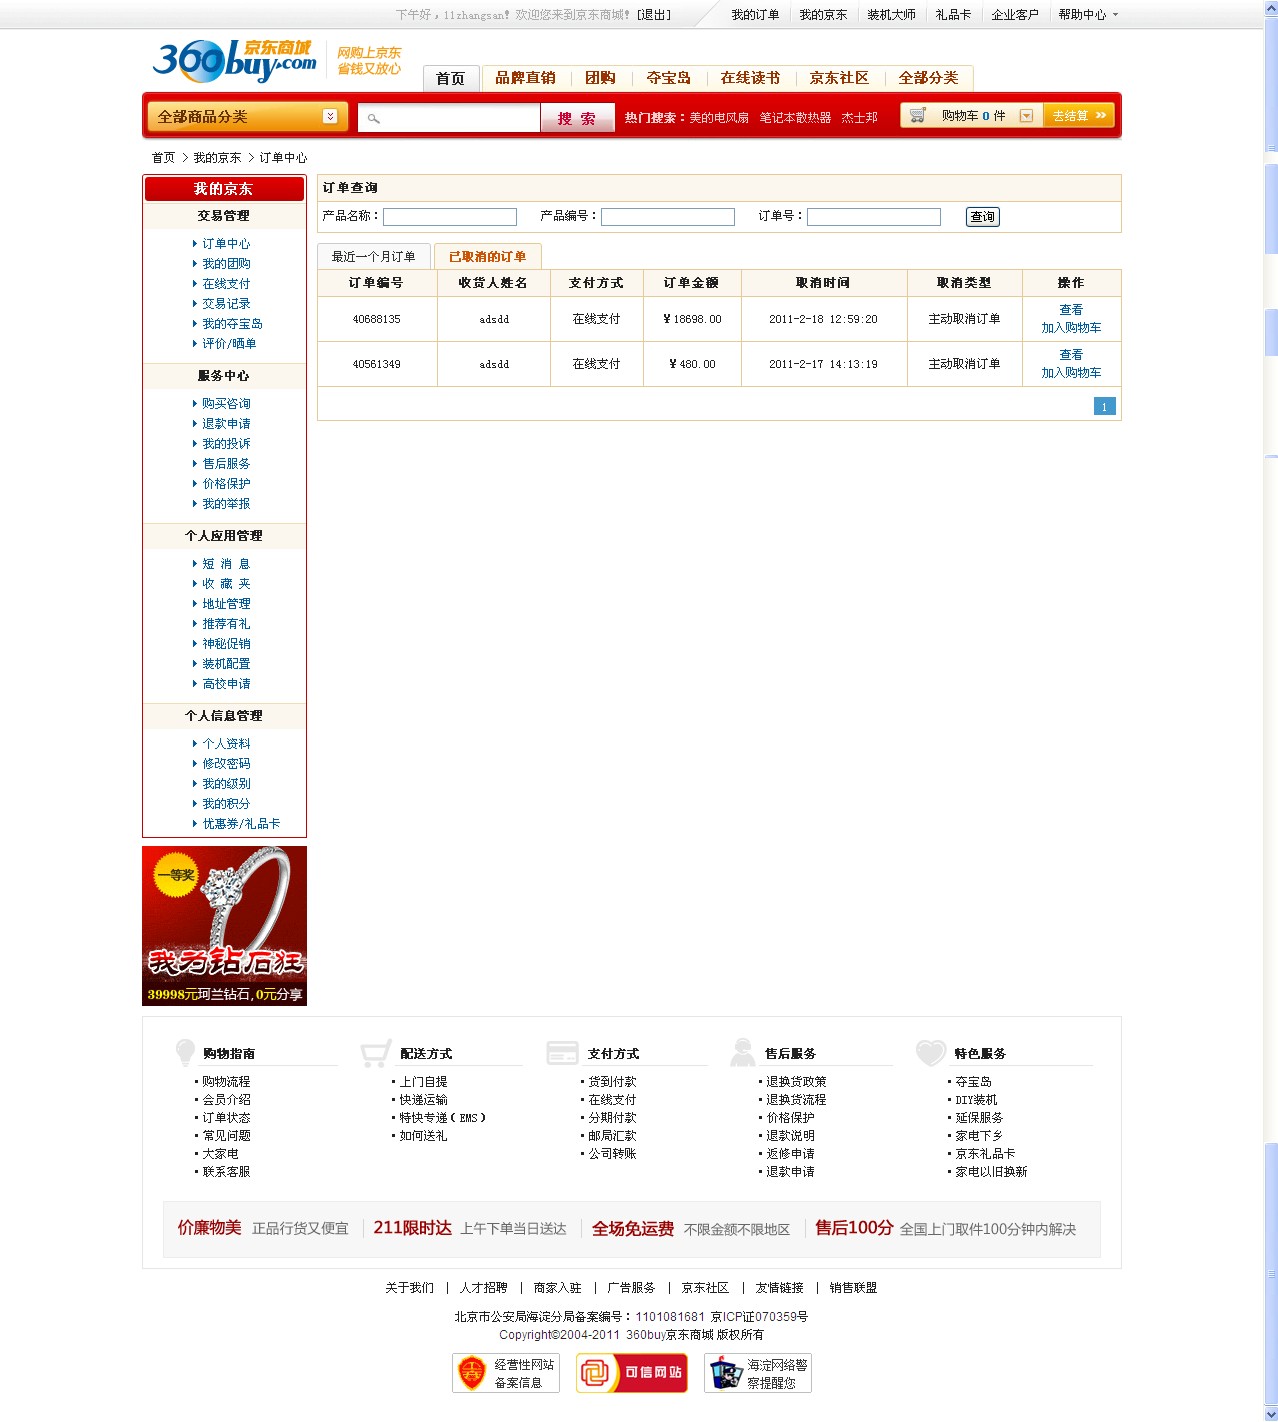 下午好，llzhangsan！欢迎您来到京东商城！[退出] 我的订单 我的京东 装机大师 礼品卡 企业客户 帮助中心
360buy.com 京东商城
网购上京东
省钱又放心
首页 品牌直销 团购 夺宝岛 在线读书 京东社区 全部分类
全部商品分类 搜 索 热门搜索：美的电风扇 笔记本散热器 杰士邦 购物车 0 件 去结算
首页 > 我的京东 > 订单中心
我的京东
交易管理
订单中心
我的团购
在线支付
交易记录
我的夺宝岛
评价/晒单
服务中心
购买咨询
退款申请
我的投诉
售后服务
价格保护
我的举报
个人应用管理
短 消 息
收 藏 夹
地址管理
推荐有礼
神秘促销
装机配置
高校申请
个人信息管理
个人资料
修改密码
我的级别
我的积分
优惠券/礼品卡
订单查询
产品名称： 产品编号： 订单号： 查询
最近一个月订单 已取消的订单
订单编号 收货人姓名 支付方式 订单金额 取消时间 取消类型 操作
40688135 adsdd 在线支付 ￥18698.00 2011-2-18 12:59:20 主动取消订单 查看
加入购物车
40561349 adsdd 在线支付 ￥480.00 2011-2-17 14:13:19 主动取消订单 查看
加入购物车
1
一等奖
我为钻石狂
39998元珂兰钻石,0元分享
购物指南
购物流程
会员介绍
订单状态
常见问题
大家电
联系客服
配送方式
上门自提
快递运输
特快专递（EMS）
如何送礼
支付方式
货到付款
在线支付
分期付款
邮局汇款
公司转账
售后服务
退换货政策
退换货流程
价格保护
退款说明
返修申请
退款申请
特色服务
夺宝岛
DIY装机
延保服务
家电下乡
京东礼品卡
家电以旧换新
价廉物美 正品行货又便宜 211限时达 上午下单当日送达 全场免运费 不限金额不限地区 售后100分 全国上门取件100分钟内解决
关于我们 | 人才招聘 | 商家入驻 | 广告服务 | 京东社区 | 友情链接 | 销售联盟
北京市公安局海淀分局备案编号：1101081681 京ICP证070359号
Copyright©2004-2011 360buy京东商城 版权所有
经营性网站
备案信息
可信网站
海淀网络警
察提醒您